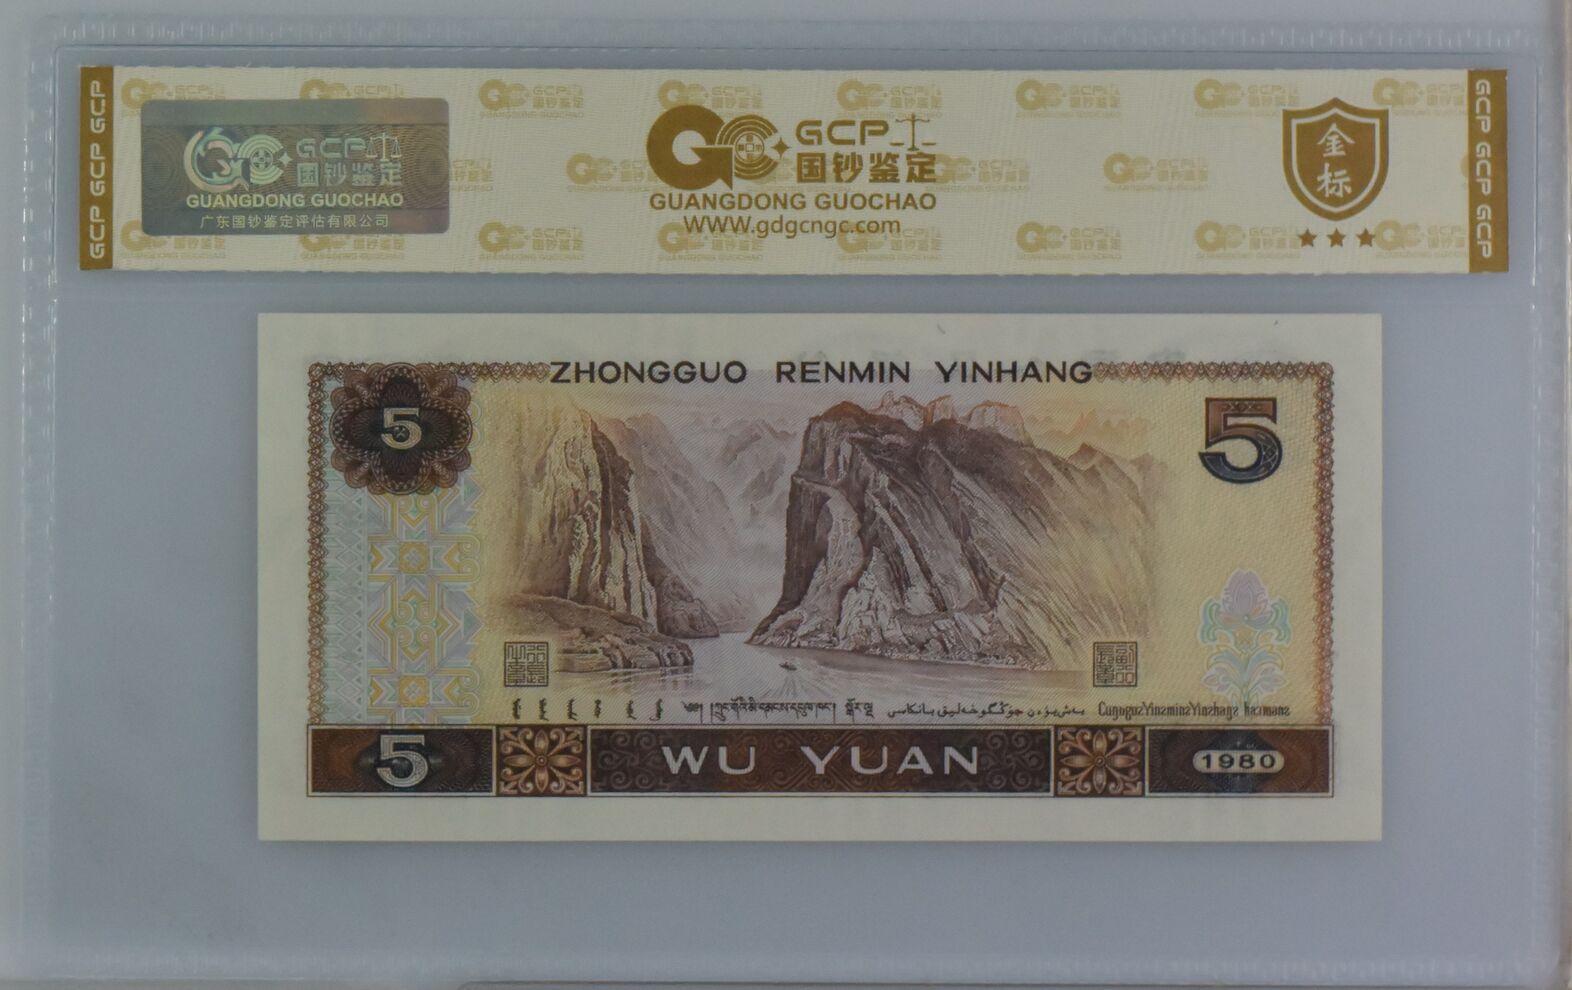 GCP GCP GCP
GCP
国钞鉴定
GUANGDONG GUOCHAO
广东国钞鉴定评估有限公司
GCP
国钞鉴定
GUANGDONG GUOCHAO
WWW.gdgcngc.com
金标
GCP GCP GCP
ZHONGGUO RENMIN YINHANG
5
5
5
WU YUAN
1980